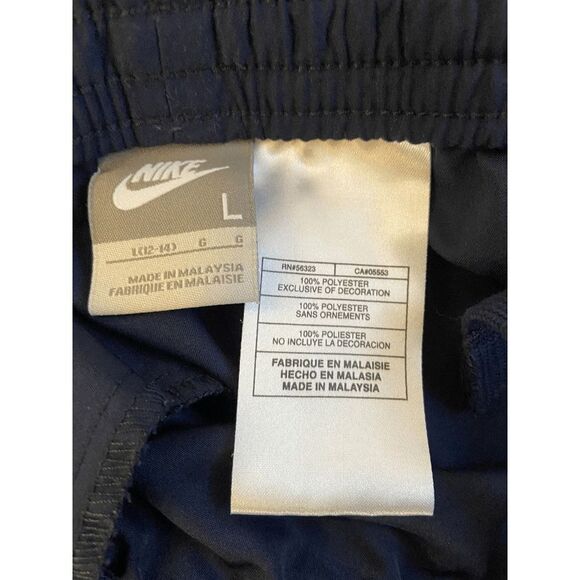 NIKE
L
L(12-14) G G
MADE IN MALAYSIA
FABRIQUE EN MALAISIE
RN#56323 CA#05553
100% POLYESTER
EXCLUSIVE OF DECORATION
100% POLYESTER
SANS ORNEMENTS
100% POLIESTER
NO INCLUYE LA DECORACION
FABRIQUE EN MALAISIE
HECHO EN MALASIA
MADE IN MALAYSIA